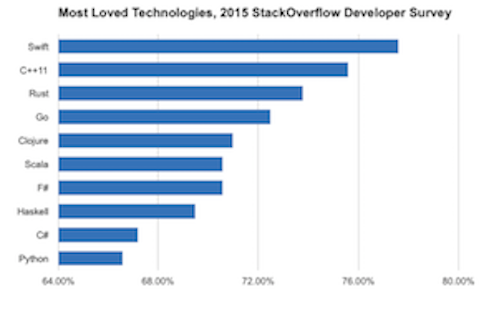 Most Loved Technologies, 2015 StackOverflow Developer Survey
Swift
C++11
Rust
Go
Clojure
Scala
F#
Haskell
C#
Python
64.00% 68.00% 72.00% 76.00% 80.00%